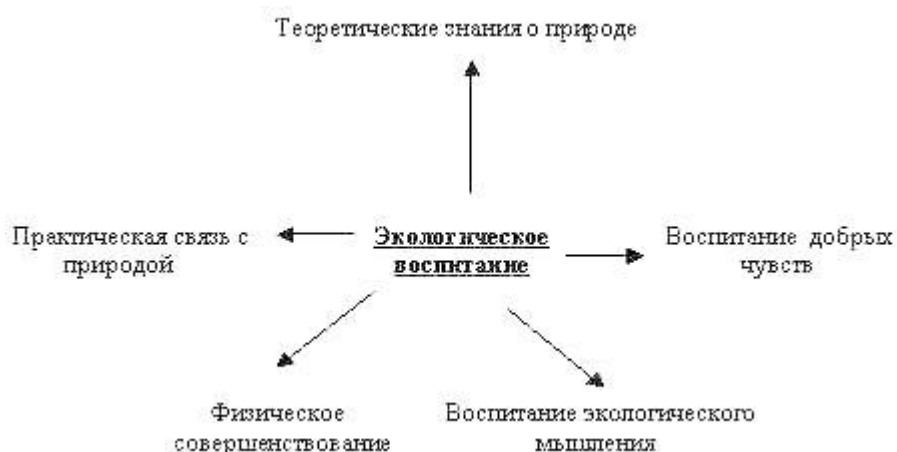 Теоретические знания о природе
Практическая связь с
природой
Экологическое
воспитание
Воспитание добрых
чувств
Физическое
совершенствование
Воспитание экологического
мышления